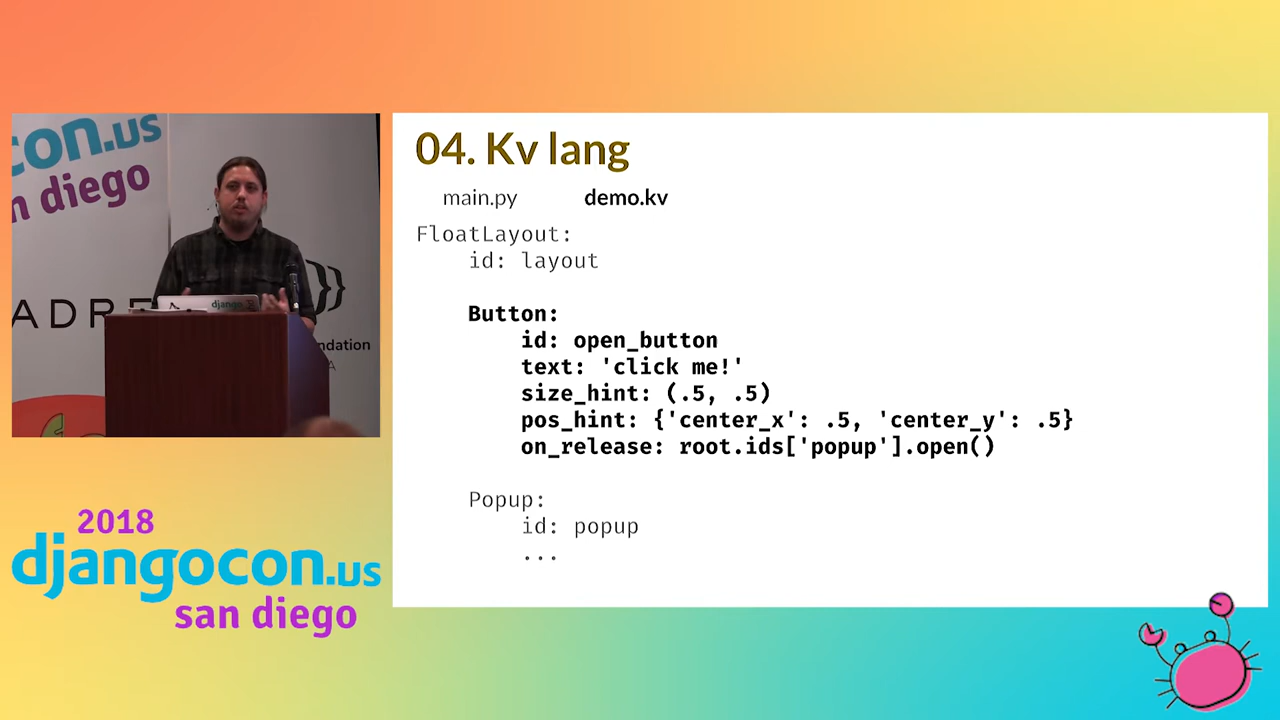 con.us
n diego
ADRE
django
ndation
A
2018
djangocon.us
san diego
04. Kv lang
main.py demo.kv
FloatLayout:
id: layout
Button:
id: open_button
text: 'click me!'
size_hint: (.5, .5)
pos_hint: {'center_x': .5, 'center_y': .5}
on_release: root.ids['popup'].open()
Popup:
id: popup
...